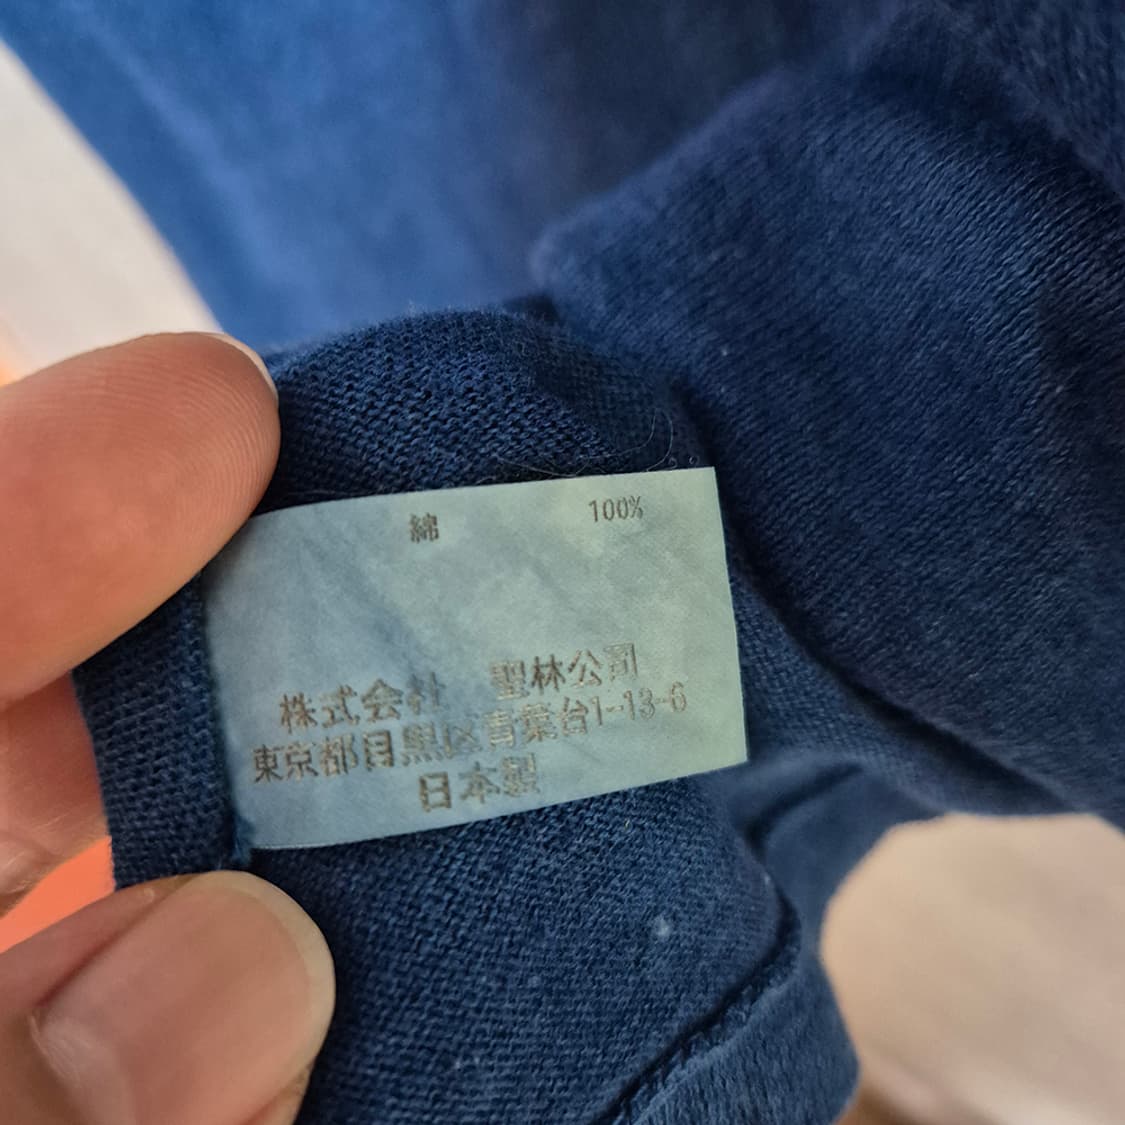 綿 100%
株式会社 聖林公司
東京都目黒区青葉台1-13-6
日本製